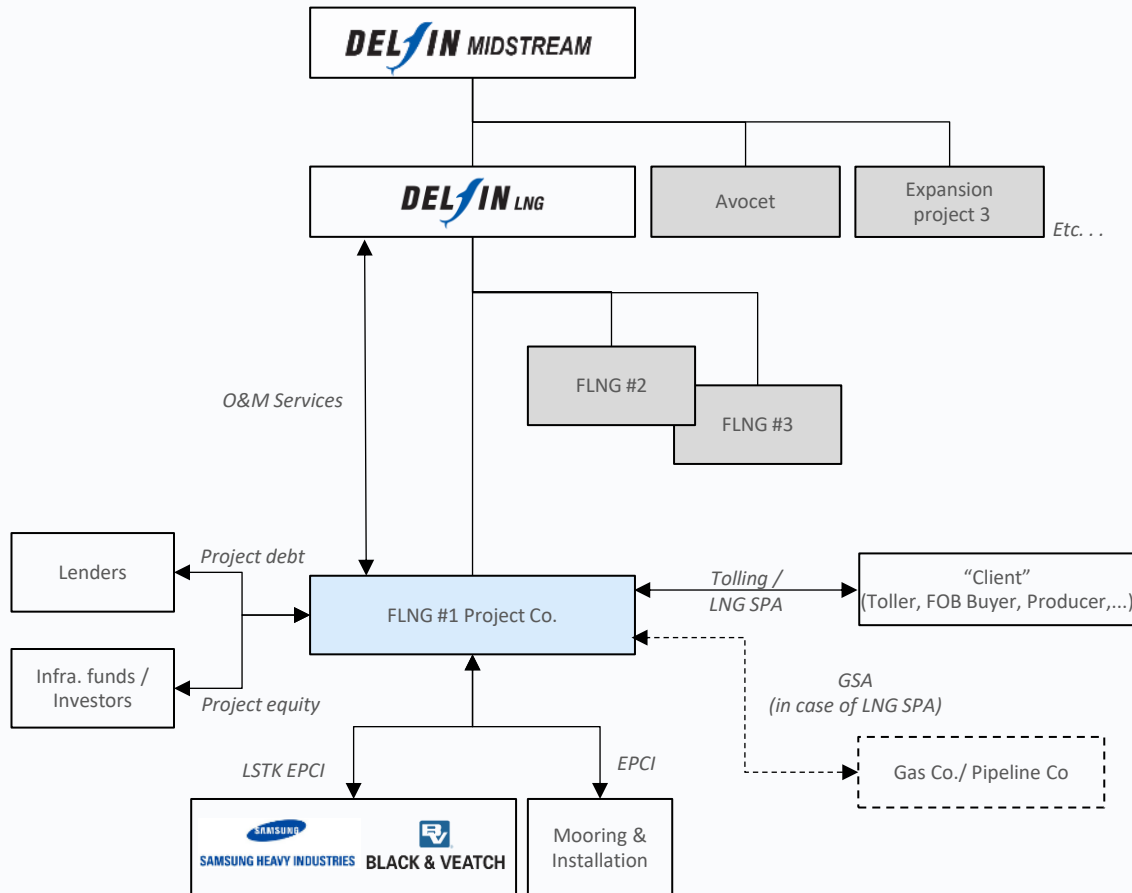 DELFIN MIDSTREAM
DELFIN LNG
Avocet
Expansion
project 3
Etc. . .
FLNG #2
FLNG #3
O&M Services
Lenders
Project debt
Infra. funds /
Investors
Project equity
FLNG #1 Project Co.
Tolling /
LNG SPA
“Client”
(Toller, FOB Buyer, Producer,...)
GSA
(in case of LNG SPA)
Gas Co./ Pipeline Co
LSTK EPCI
EPCI
SAMSUNG
SAMSUNG HEAVY INDUSTRIES
BV
BLACK & VEATCH
Mooring &
Installation